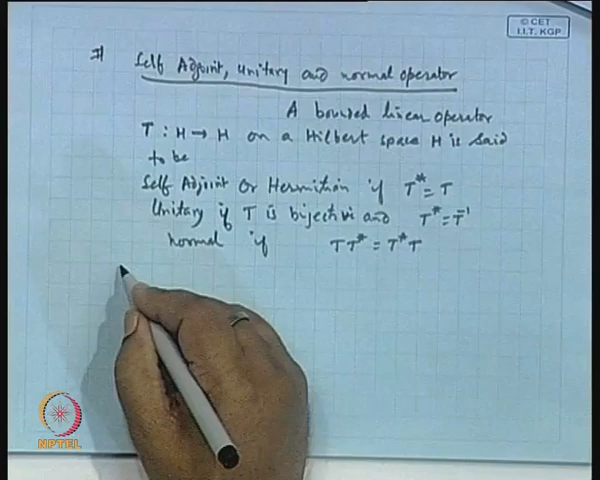 © CET
I.I.T. KGP
# Self Adjoint, Unitary and normal operator
A bounded linear operator
T : H → H on a Hilbert space H is said
to be
Self Adjoint or Hermition if T* = T
Unitary if T is bijective and T* = T⁻¹
normal if TT* = T*T
NPTEL